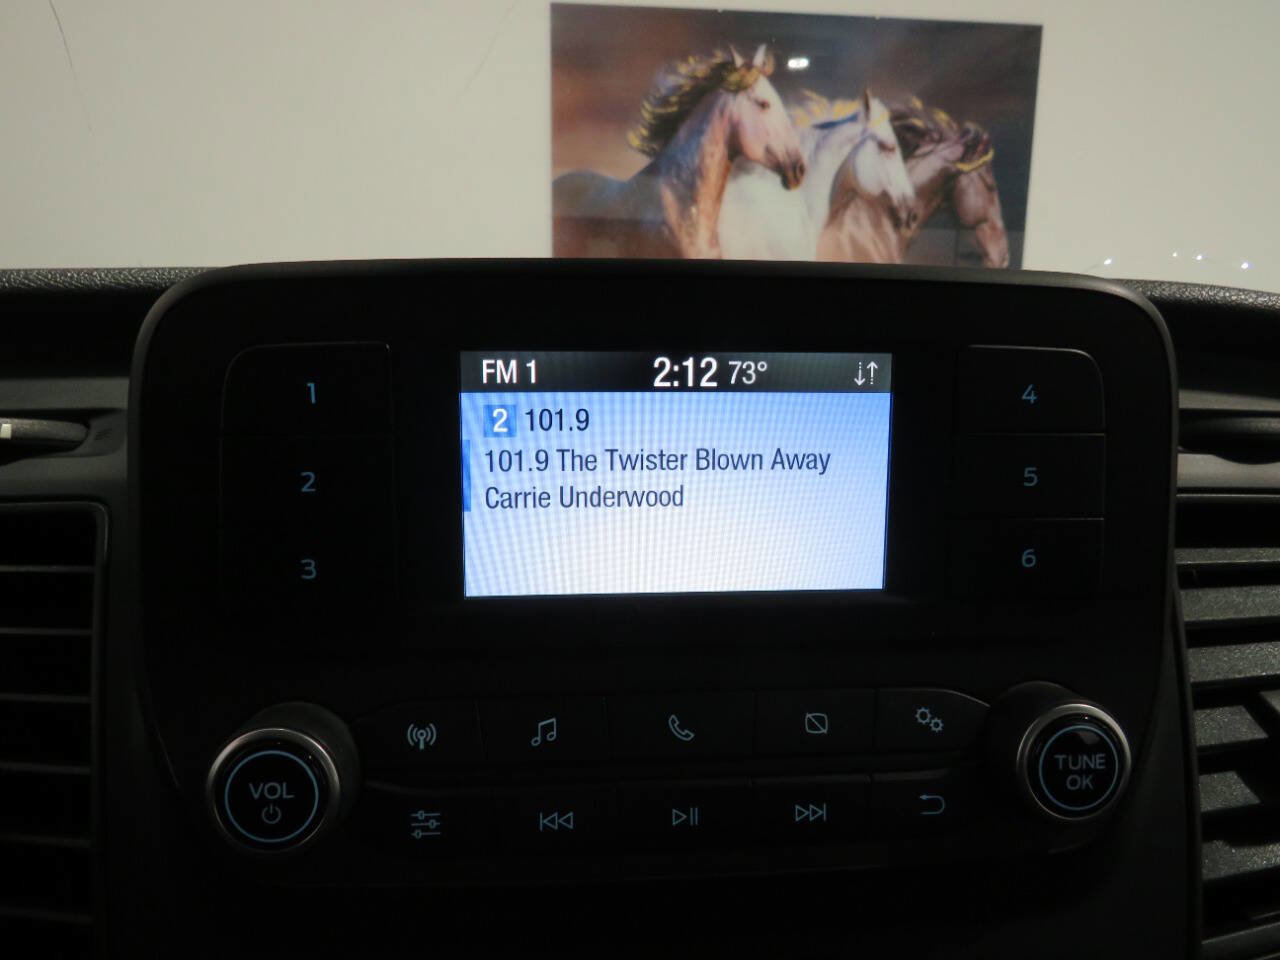 FM 1 2:12 73°
2 101.9
101.9 The Twister Blown Away
Carrie Underwood
1
2
3
4
5
6
VOL
TUNE
OK